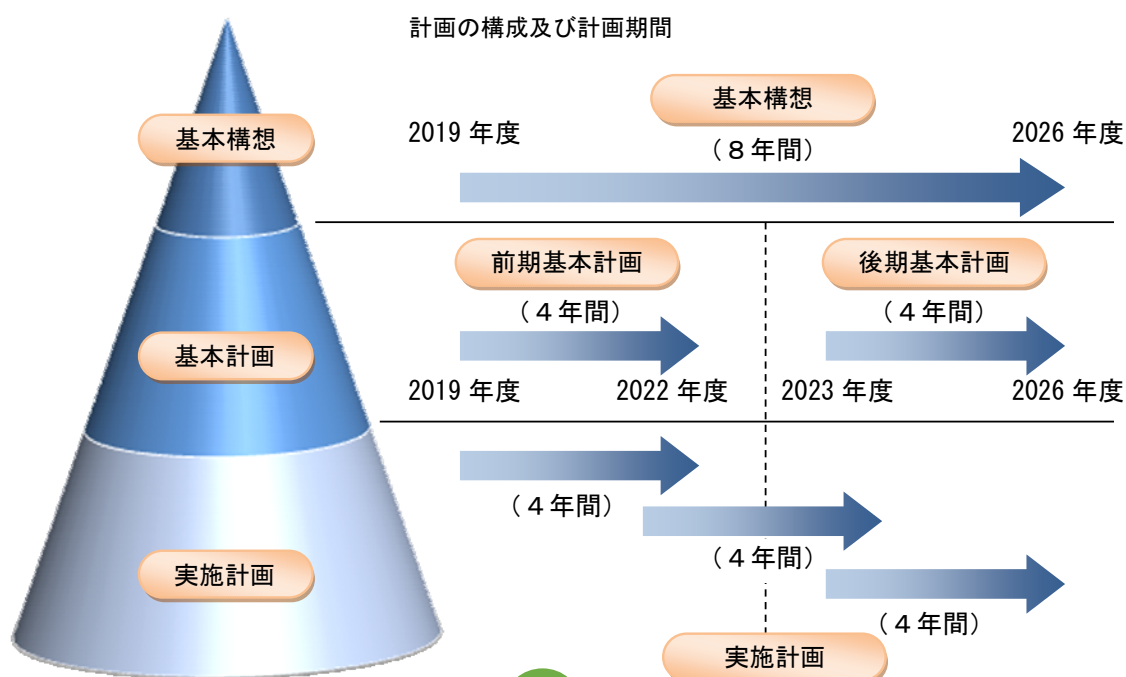 計画の構成及び計画期間
基本構想
基本構想
2019 年度
(8年間)
2026 年度
前期基本計画
後期基本計画
(4年間)
(4年間)
基本計画
2019 年度
2022 年度
2023 年度
2026 年度
(4年間)
(4年間)
実施計画
(4年間)
実施計画